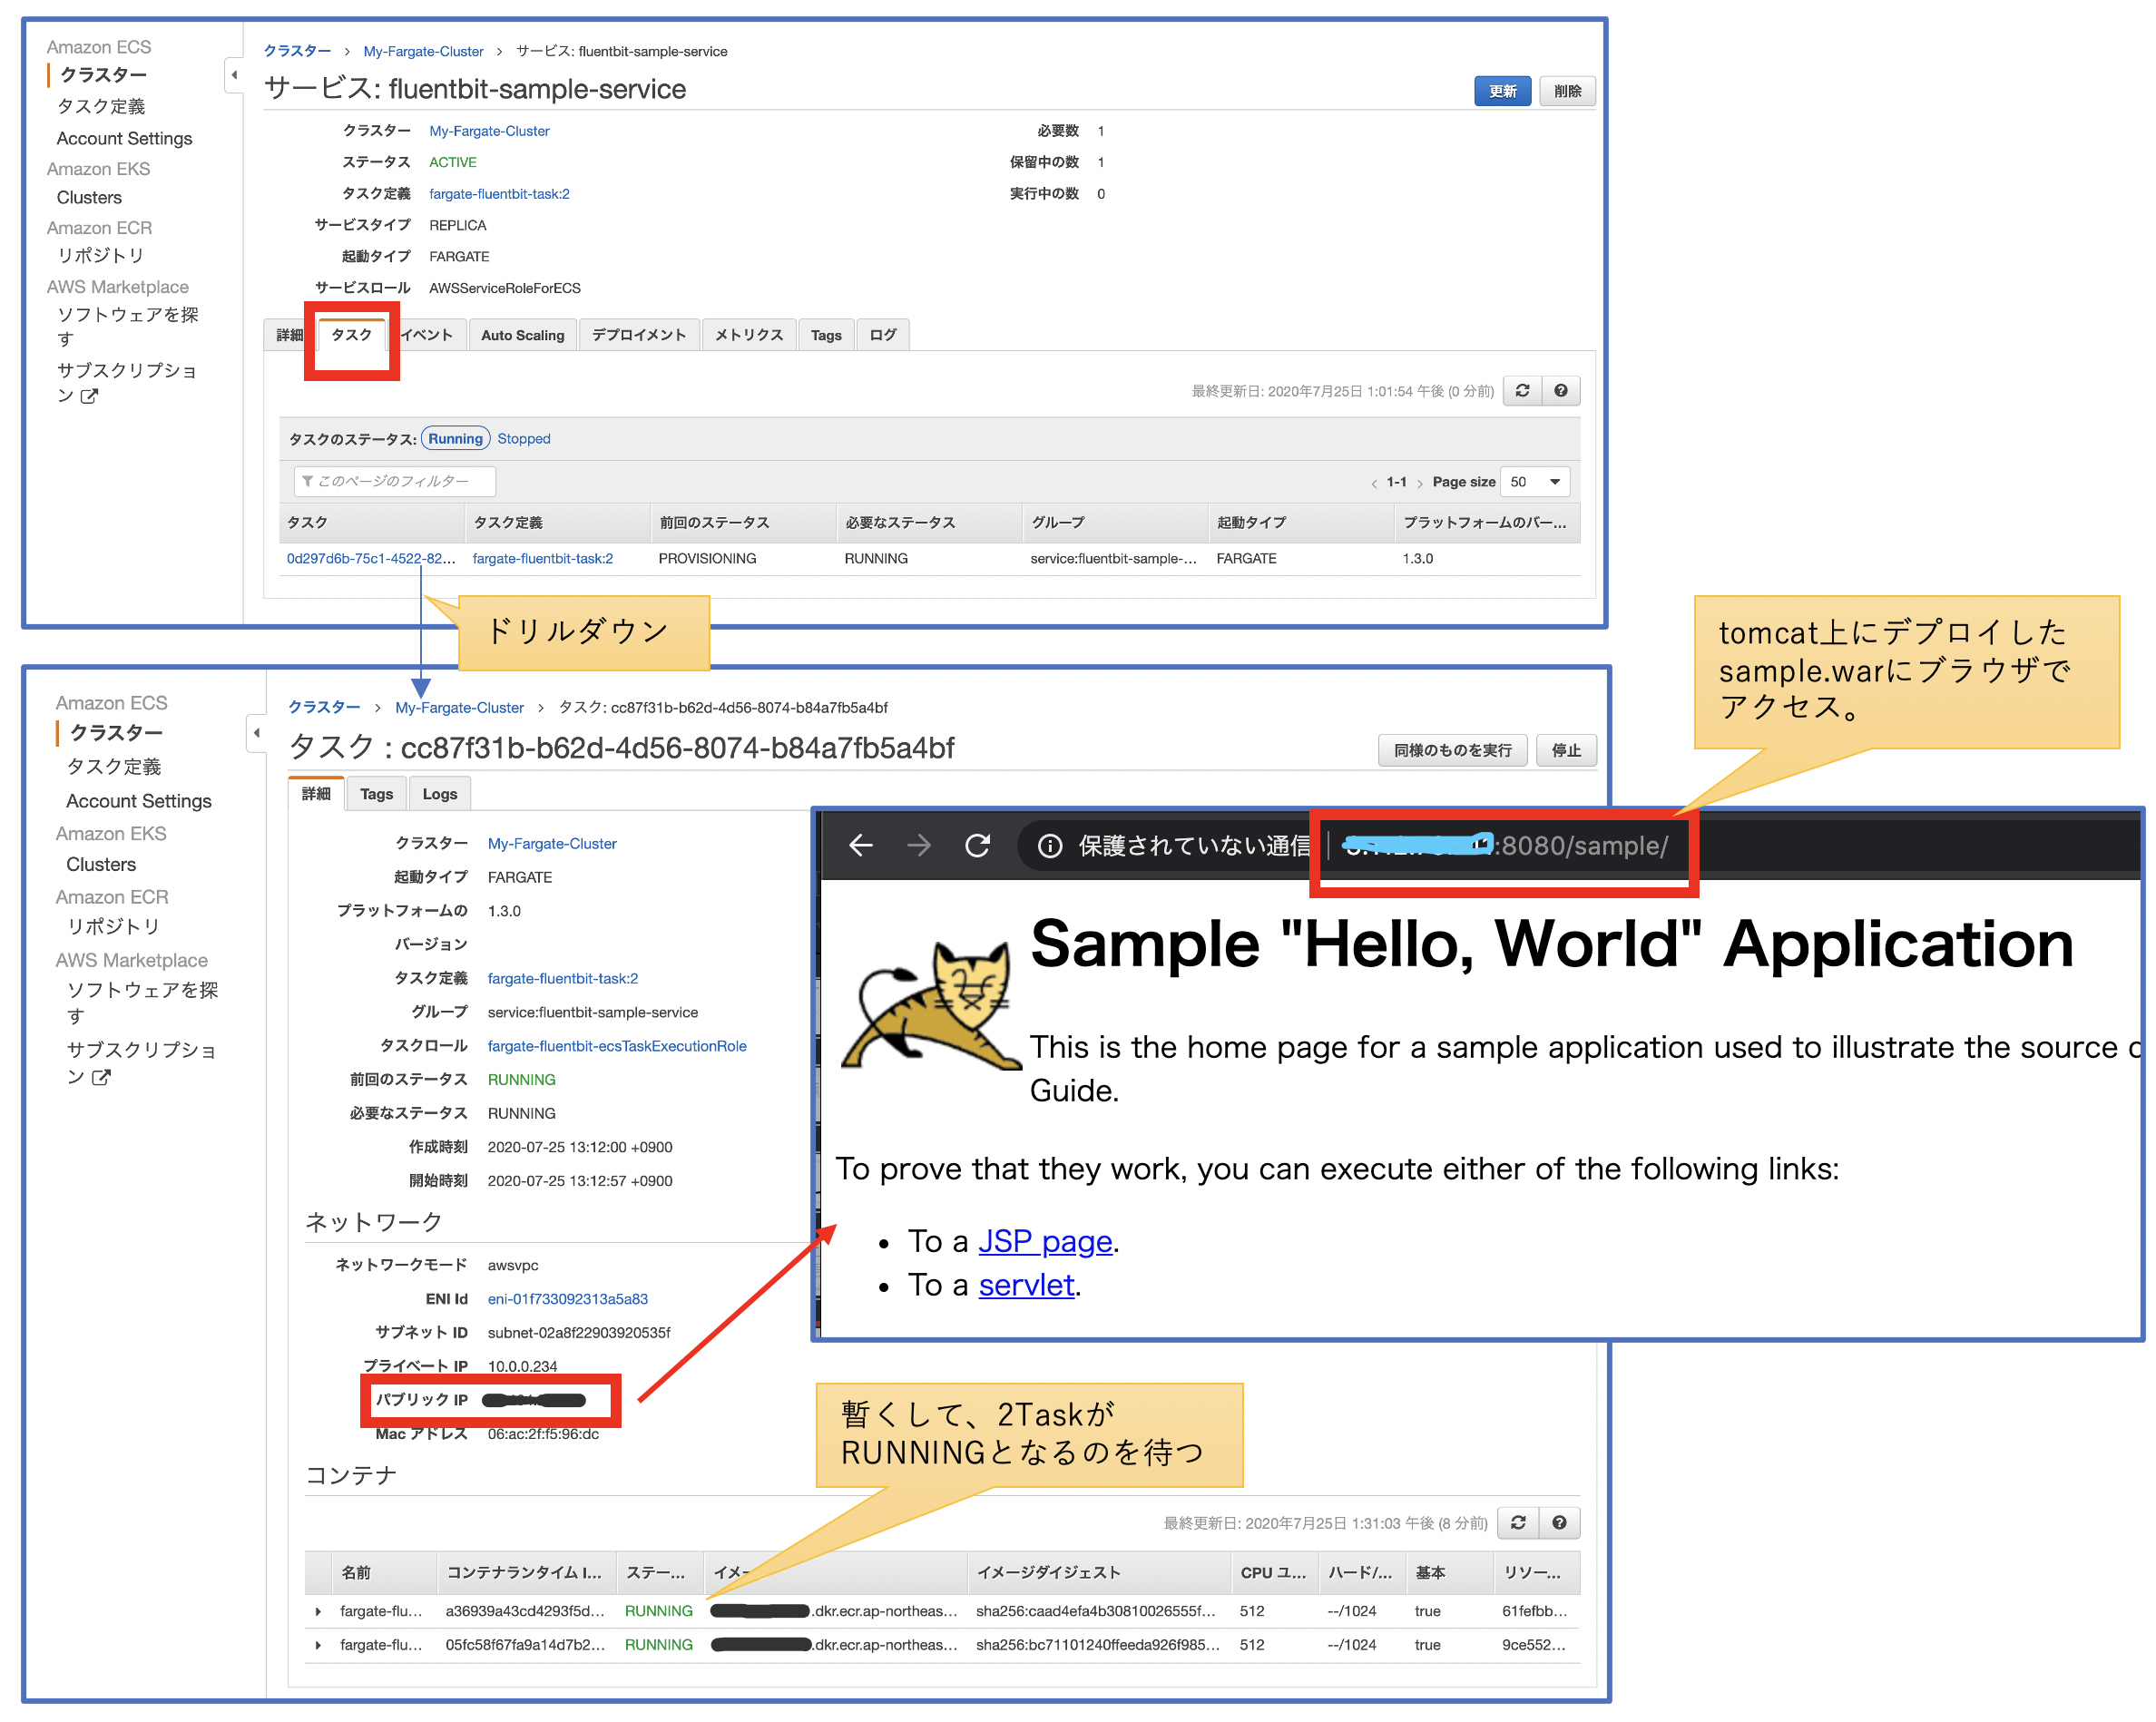 Amazon ECS
クラスター
タスク定義
Account Settings
Amazon EKS
Clusters
Amazon ECR
リポジトリ
AWS Marketplace
ソフトウェアを探
す
サブスクリプショ
ン
クラスター > My-Fargate-Cluster > サービス: fluentbit-sample-service
サービス: fluentbit-sample-service
更新 削除
クラスター My-Fargate-Cluster 必要数 1
ステータス ACTIVE 保留中の数 1
タスク定義 fargate-fluentbit-task:2 実行中の数 0
サービスタイプ REPLICA
起動タイプ FARGATE
サービスロール AWSServiceRoleForECS
詳細 タスク イベント Auto Scaling デプロイメント メトリクス Tags ログ
最終更新日: 2020年7月25日 1:01:54 午後 (0 分前)
タスクのステータス: Running Stopped
このページのフィルター < 1-1 > Page size 50
タスク タスク定義 前回のステータス 必要なステータス グループ 起動タイプ プラットフォームのバー...
0d297d6b-75c1-4522-82... fargate-fluentbit-task:2 PROVISIONING RUNNING service:fluentbit-sample-... FARGATE 1.3.0
ドリルダウン
tomcat上にデプロイした
sample.warにブラウザで
アクセス。
Amazon ECS
クラスター
タスク定義
Account Settings
Amazon EKS
Clusters
Amazon ECR
リポジトリ
AWS Marketplace
ソフトウェアを探
す
サブスクリプショ
ン
クラスター > My-Fargate-Cluster > タスク: cc87f31b-b62d-4d56-8074-b84a7fb5a4bf
タスク : cc87f31b-b62d-4d56-8074-b84a7fb5a4bf
同様のものを実行 停止
詳細 Tags Logs
クラスター My-Fargate-Cluster
起動タイプ FARGATE
プラットフォームの 1.3.0
バージョン
タスク定義 fargate-fluentbit-task:2
グループ service:fluentbit-sample-service
タスクロール fargate-fluentbit-ecsTaskExecutionRole
前回のステータス RUNNING
必要なステータス RUNNING
作成時刻 2020-07-25 13:12:00 +0900
開始時刻 2020-07-25 13:12:57 +0900
ネットワーク
ネットワークモード awsvpc
ENI Id eni-01f733092313a5a83
サブネット ID subnet-02a8f22903920535f
プライベート IP 10.0.0.234
パブリック IP
Mac アドレス 06:ac:2f:f5:96:dc
保護されていない通信 :8080/sample/
Sample "Hello, World" Application
This is the home page for a sample application used to illustrate the source
Guide.
To prove that they work, you can execute either of the following links:
• To a JSP page.
• To a servlet.
暫くして、2Taskが
RUNNINGとなるのを待つ
コンテナ
最終更新日: 2020年7月25日 1:31:03 午後 (8 分前)
名前 コンテナランタイム I... ステー... イメー イメージダイジェスト CPU ユ... ハード/... 基本 リソー...
fargate-flu... a36939a43cd4293f5d... RUNNING .dkr.ecr.ap-northeas... sha256:caad4efa4b30810026555f... 512 --/1024 true 61fefbb...
fargate-flu... 05fc58f67fa9a14d7b2... RUNNING .dkr.ecr.ap-northeas... sha256:bc71101240ffeeda926f985... 512 --/1024 true 9ce552...